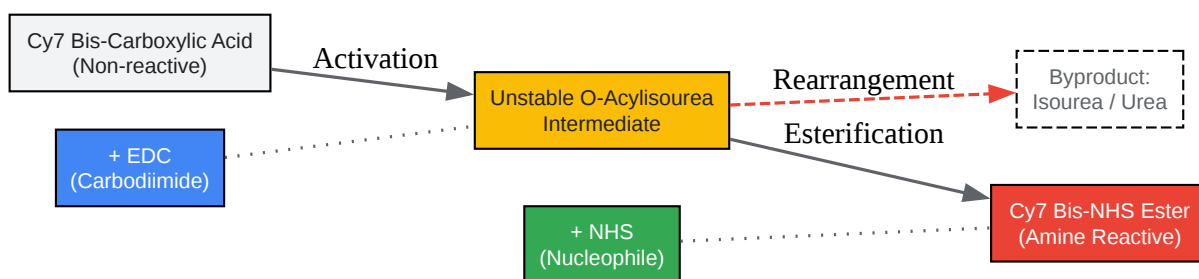 Cy7 Bis-Carboxylic Acid
(Non-reactive)
Activation
+ EDC
(Carbodiimide)
Unstable O-Acylisourea
Intermediate
Rearrangement
Byproduct:
Isourea / Urea
Esterification
+ NHS
(Nucleophile)
Cy7 Bis-NHS Ester
(Amine Reactive)